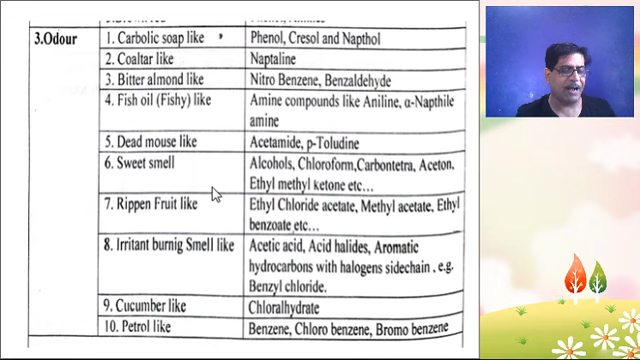 3.Odour
1. Carbolic soap like
Phenol, Cresol and Napthol
2. Coaltar like
Naptaline
3. Bitter almond like
Nitro Benzene, Benzaldehyde
4. Fish oil (Fishy) like
Amine compounds like Aniline, α-Napthile
amine
5. Dead mouse like
Acetamide, p-Toludine
6. Sweet smell
Alcohols, Chloroform,Carbontetra, Aceton,
Ethyl methyl ketone etc...
7. Rippen Fruit like
Ethyl Chloride acetate, Methyl acetate, Ethyl
benzoate etc...
8. Irritant burnig Smell like
Acetic acid, Acid halides, Aromatic
hydrocarbons with halogens sidechain , e.g.
Benzyl chloride.
9. Cucumber like
Chloralhydrate
10. Petrol like
Benzene, Chloro benzene, Bromo benzene